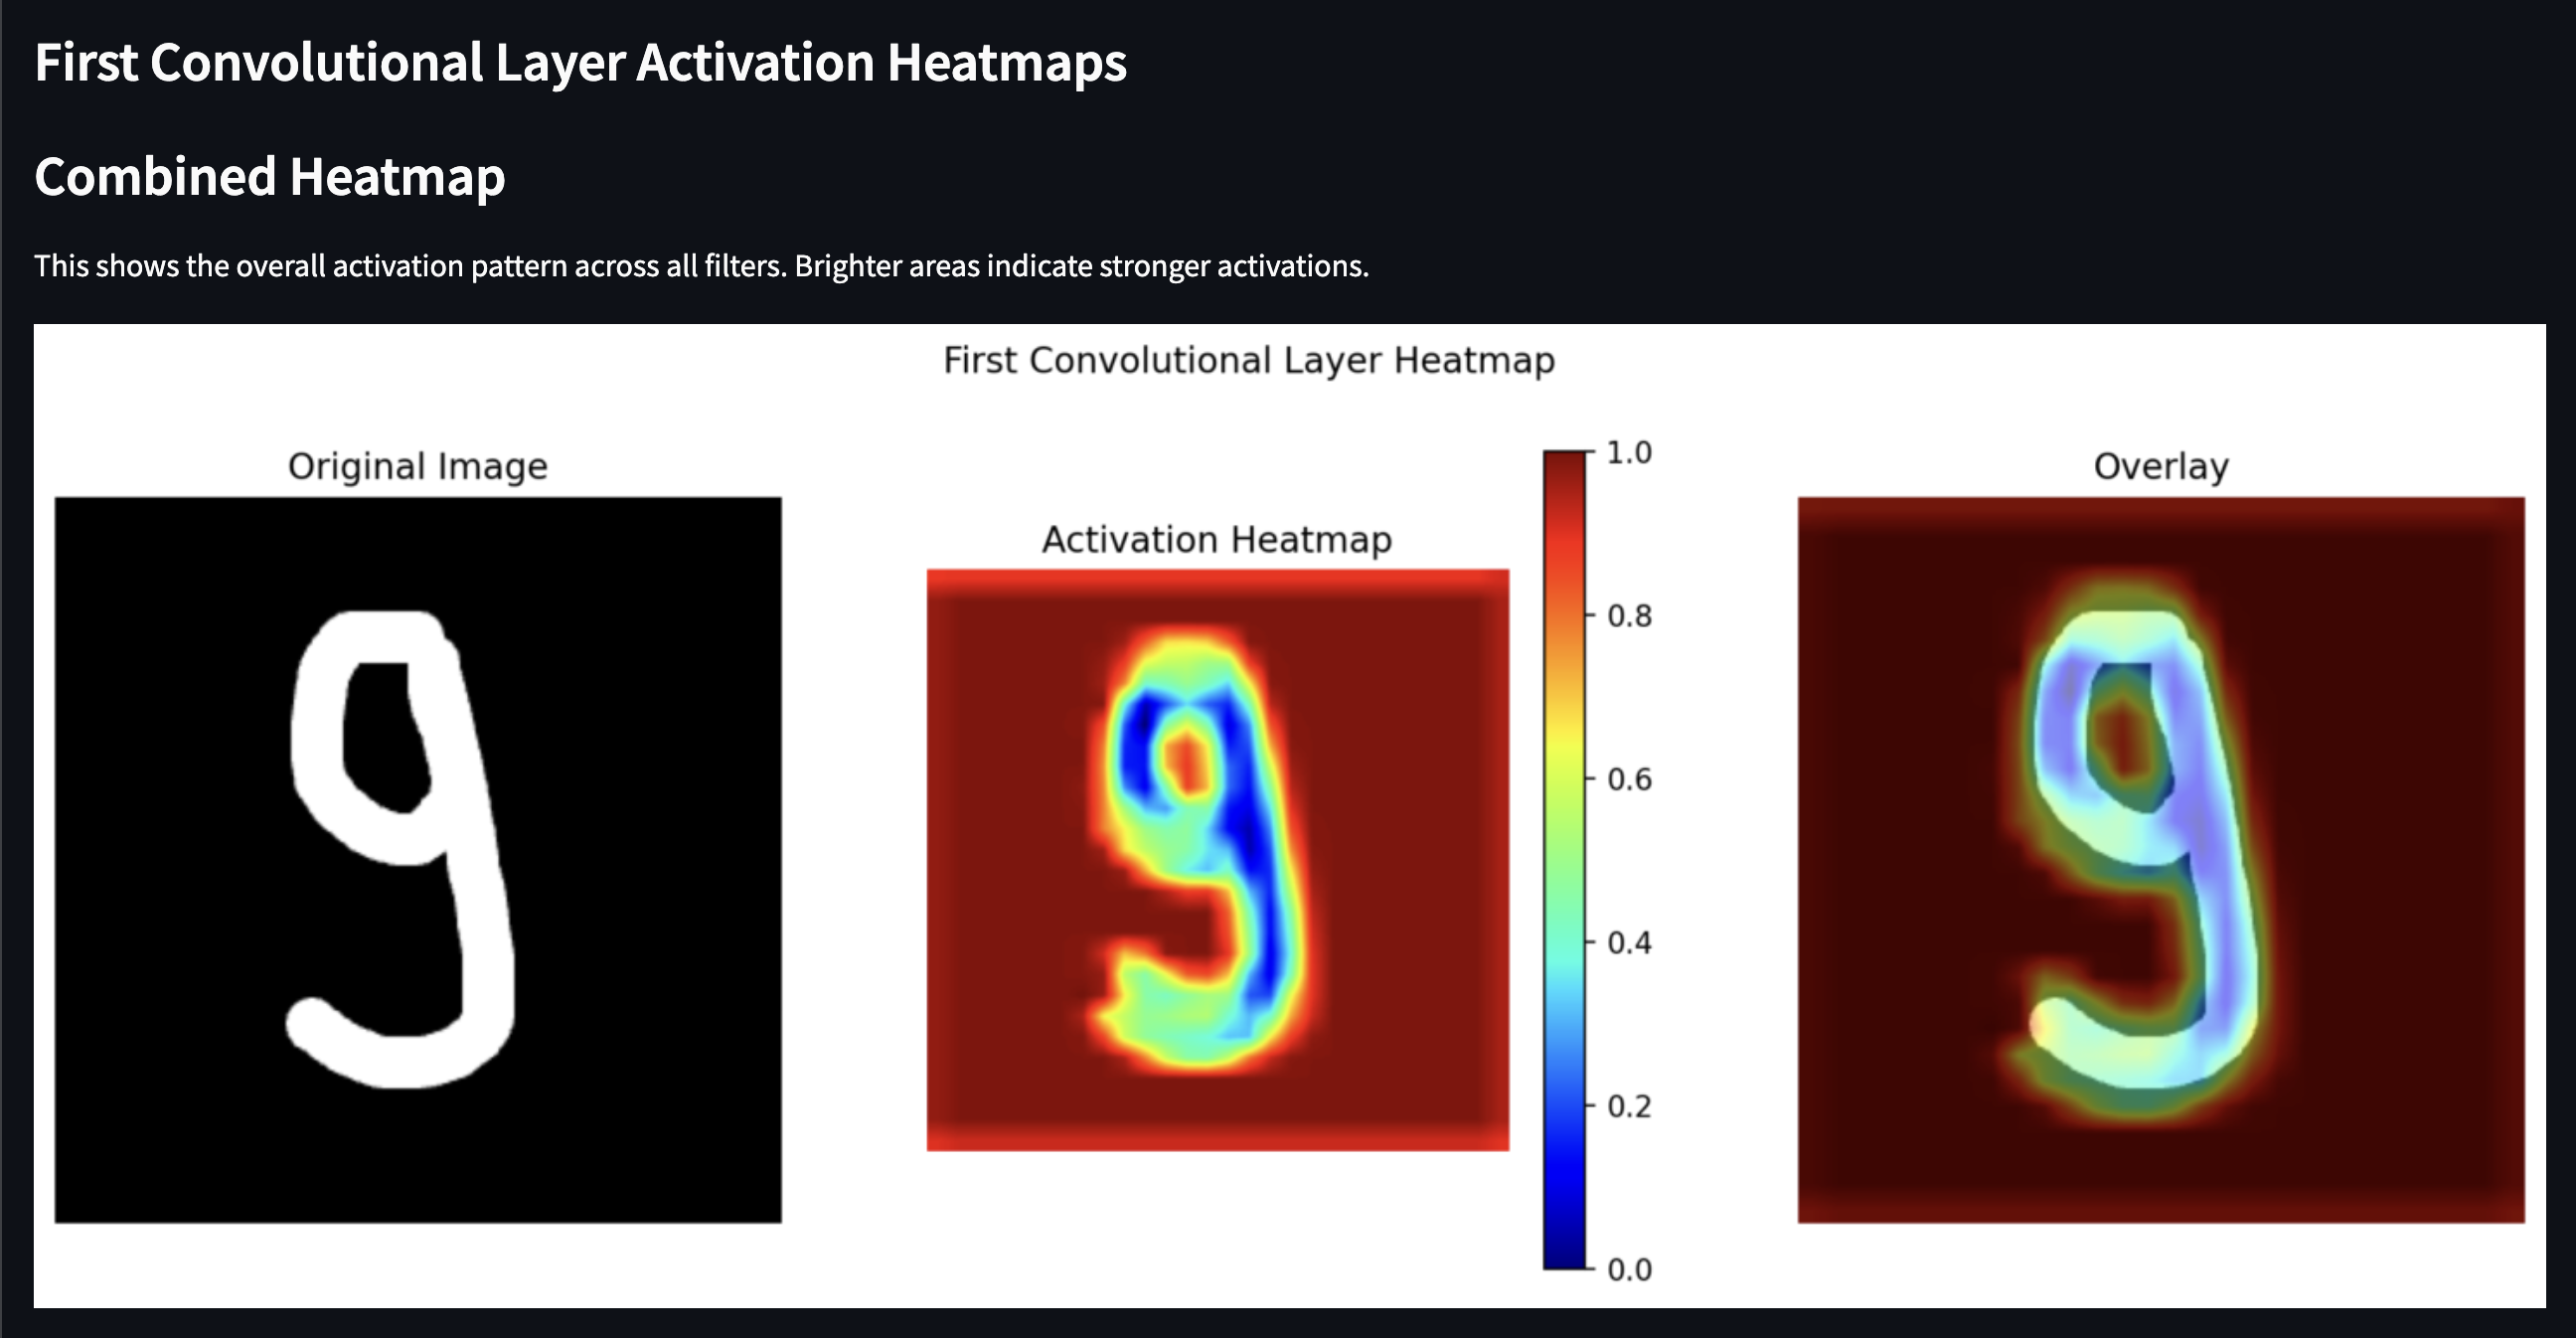 First Convolutional Layer Activation Heatmaps
Combined Heatmap
This shows the overall activation pattern across all filters. Brighter areas indicate stronger activations.
First Convolutional Layer Heatmap
Original Image
9
Activation Heatmap
1.0
0.8
0.6
0.4
0.2
0.0
Overlay